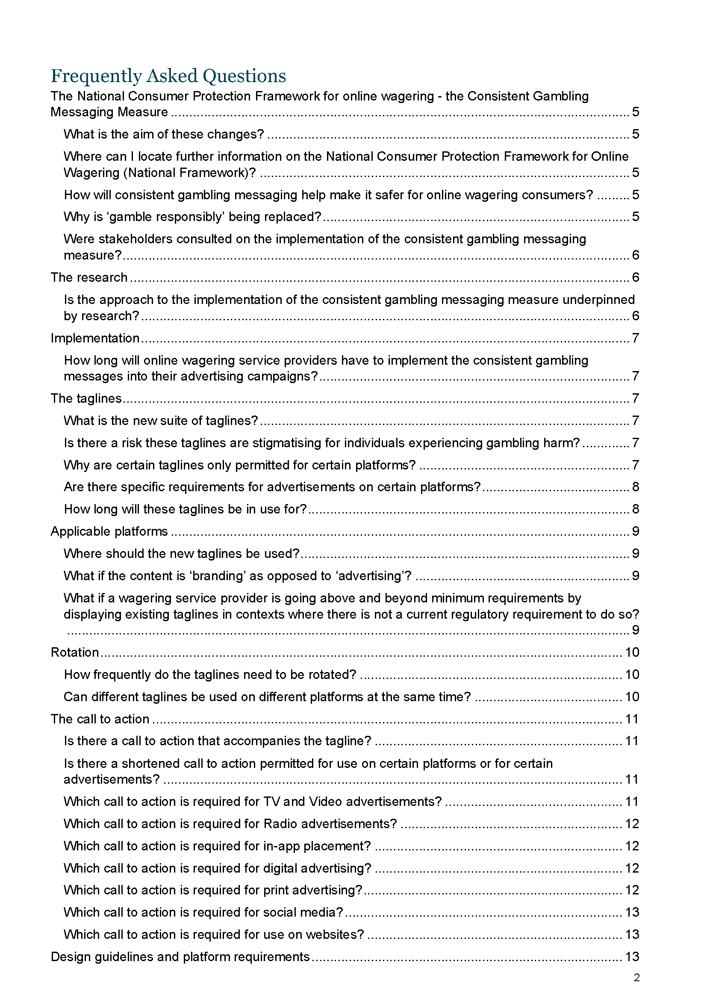 Frequently Asked Questions
The National Consumer Protection Framework for online wagering - the Consistent Gambling
Messaging Measure ........................................ 5
What is the aim of these changes? ........................................ 5
Where can I locate further information on the National Consumer Protection Framework for Online
Wagering (National Framework)? ........................................ 5
How will consistent gambling messaging help make it safer for online wagering consumers? ......... 5
Why is ‘gamble responsibly’ being replaced? ........................................ 5
Were stakeholders consulted on the implementation of the consistent gambling messaging
measure? ........................................ 6
The research ........................................ 6
Is the approach to the implementation of the consistent gambling messaging measure underpinned
by research? ........................................ 6
Implementation ........................................ 7
How long will online wagering service providers have to implement the consistent gambling
messages into their advertising campaigns? ........................................ 7
The taglines ........................................ 7
What is the new suite of taglines? ........................................ 7
Is there a risk these taglines are stigmatising for individuals experiencing gambling harm? ............. 7
Why are certain taglines only permitted for certain platforms? ........................................ 7
Are there specific requirements for advertisements on certain platforms? ........................................ 8
How long will these taglines be in use for? ........................................ 8
Applicable platforms ........................................ 9
Where should the new taglines be used? ........................................ 9
What if the content is ‘branding’ as opposed to ‘advertising’? ........................................ 9
What if a wagering service provider is going above and beyond minimum requirements by
displaying existing taglines in contexts where there is not a current regulatory requirement to do so?
........................................ 9
Rotation ........................................ 10
How frequently do the taglines need to be rotated? ........................................ 10
Can different taglines be used on different platforms at the same time? ........................................ 10
The call to action ........................................ 11
Is there a call to action that accompanies the tagline? ........................................ 11
Is there a shortened call to action permitted for use on certain platforms or for certain
advertisements? ........................................ 11
Which call to action is required for TV and Video advertisements? ........................................ 11
Which call to action is required for Radio advertisements? ........................................ 12
Which call to action is required for in-app placement? ........................................ 12
Which call to action is required for digital advertising? ........................................ 12
Which call to action is required for print advertising? ........................................ 12
Which call to action is required for social media? ........................................ 13
Which call to action is required for use on websites? ........................................ 13
Design guidelines and platform requirements ........................................ 13
2